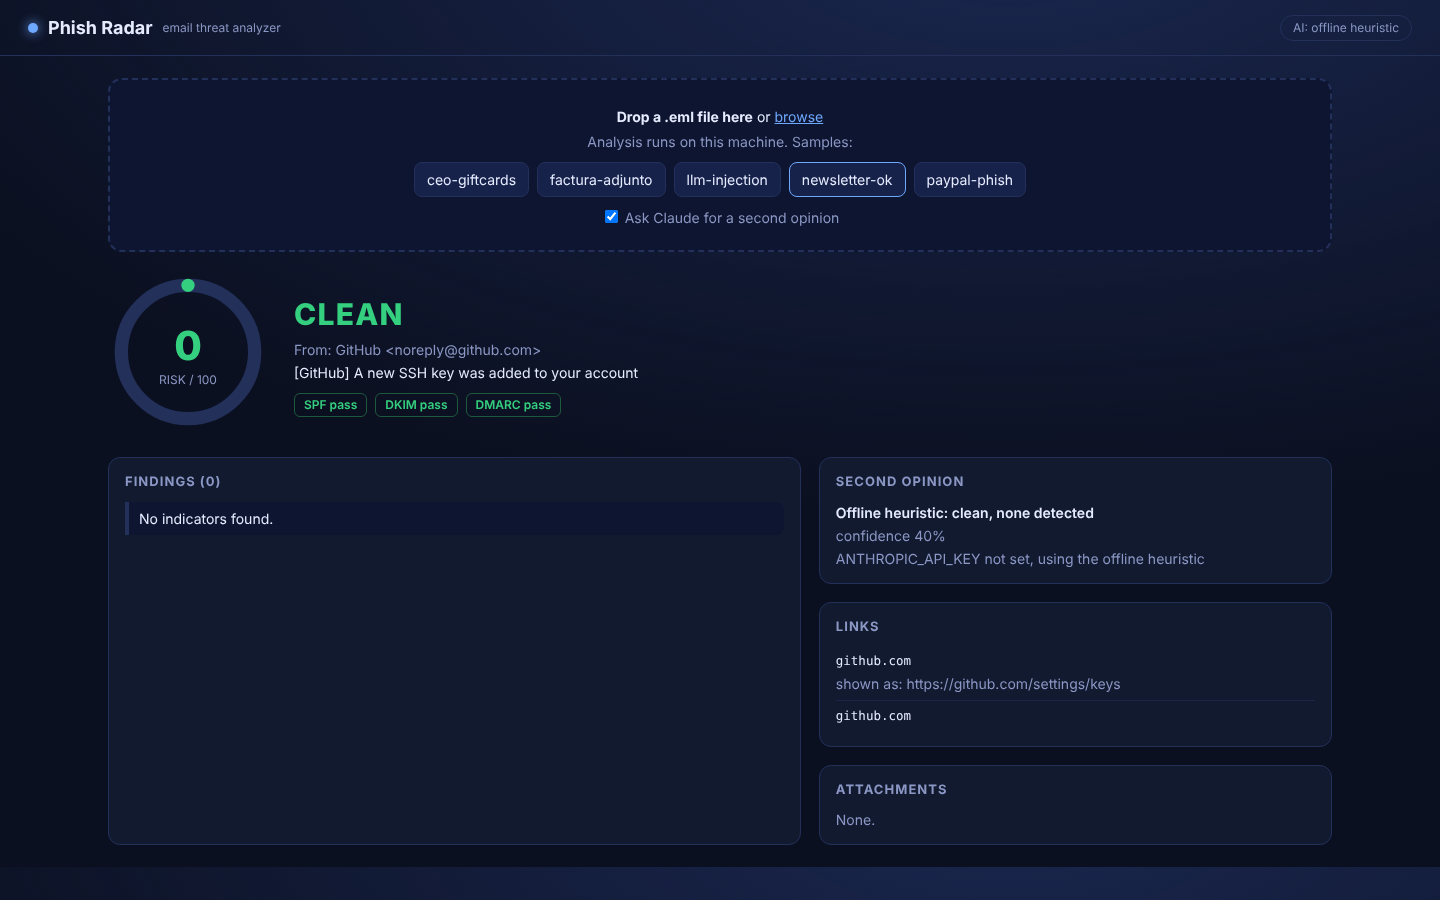 Phish Radar email threat analyzer
AI: offline heuristic
Drop a .eml file here or browse
Analysis runs on this machine. Samples:
ceo-giftcards factura-adjunto llm-injection newsletter-ok paypal-phish
Ask Claude for a second opinion
0
RISK / 100
CLEAN
From: GitHub <noreply@github.com>
[GitHub] A new SSH key was added to your account
SPF pass DKIM pass DMARC pass
FINDINGS (0)
No indicators found.
SECOND OPINION
Offline heuristic: clean, none detected
confidence 40%
ANTHROPIC_API_KEY not set, using the offline heuristic
LINKS
github.com
shown as: https://github.com/settings/keys
github.com
ATTACHMENTS
None.